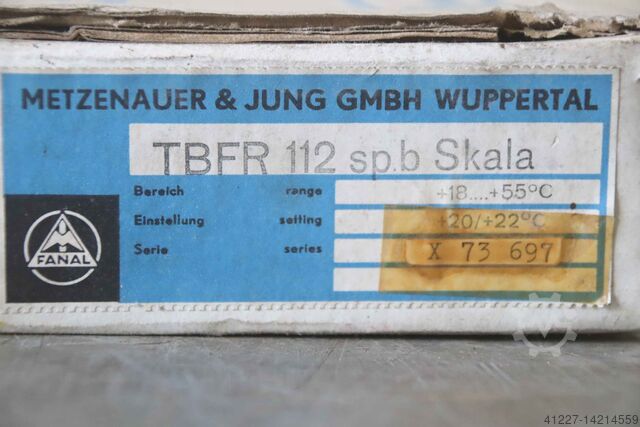 METZENAUER & JUNG GMBH WUPPERTAL
TBFR 112 sp.b Skala
Bereich range +18....+55°C
Einstellung setting +20/+22°C
Serie series X 73 697
FANAL
41227-14214559